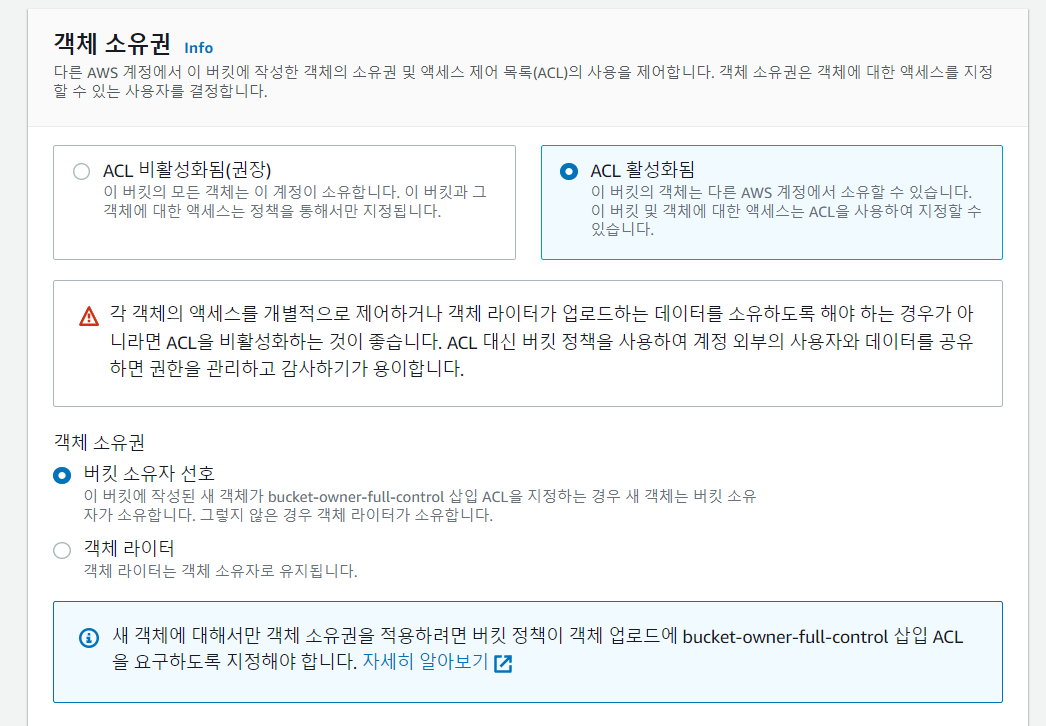 객체 소유권 Info
다른 AWS 계정에서 이 버킷에 작성한 객체의 소유권 및 액세스 제어 목록(ACL)의 사용을 제어합니다. 객체 소유권은 객체에 대한 액세스를 지정
할 수 있는 사용자를 결정합니다.
ACL 비활성화됨(권장)
이 버킷의 모든 객체는 이 계정이 소유합니다. 이 버킷과 그
객체에 대한 액세스는 정책을 통해서만 지정됩니다.
ACL 활성화됨
이 버킷의 객체는 다른 AWS 계정에서 소유할 수 있습니다.
이 버킷 및 객체에 대한 액세스는 ACL을 사용하여 지정할 수
있습니다.
각 객체의 액세스를 개별적으로 제어하거나 객체 라이터가 업로드하는 데이터를 소유하도록 해야 하는 경우가 아
니라면 ACL을 비활성화하는 것이 좋습니다. ACL 대신 버킷 정책을 사용하여 계정 외부의 사용자와 데이터를 공유
하면 권한을 관리하고 감사하기가 용이합니다.
객체 소유권
버킷 소유자 선호
이 버킷에 작성된 새 객체가 bucket-owner-full-control 삽입 ACL을 지정하는 경우 새 객체는 버킷 소유
자가 소유합니다. 그렇지 않은 경우 객체 라이터가 소유합니다.
객체 라이터
객체 라이터는 객체 소유자로 유지됩니다.
새 객체에 대해서만 객체 소유권을 적용하려면 버킷 정책이 객체 업로드에 bucket-owner-full-control 삽입 ACL
을 요구하도록 지정해야 합니다. 자세히 알아보기